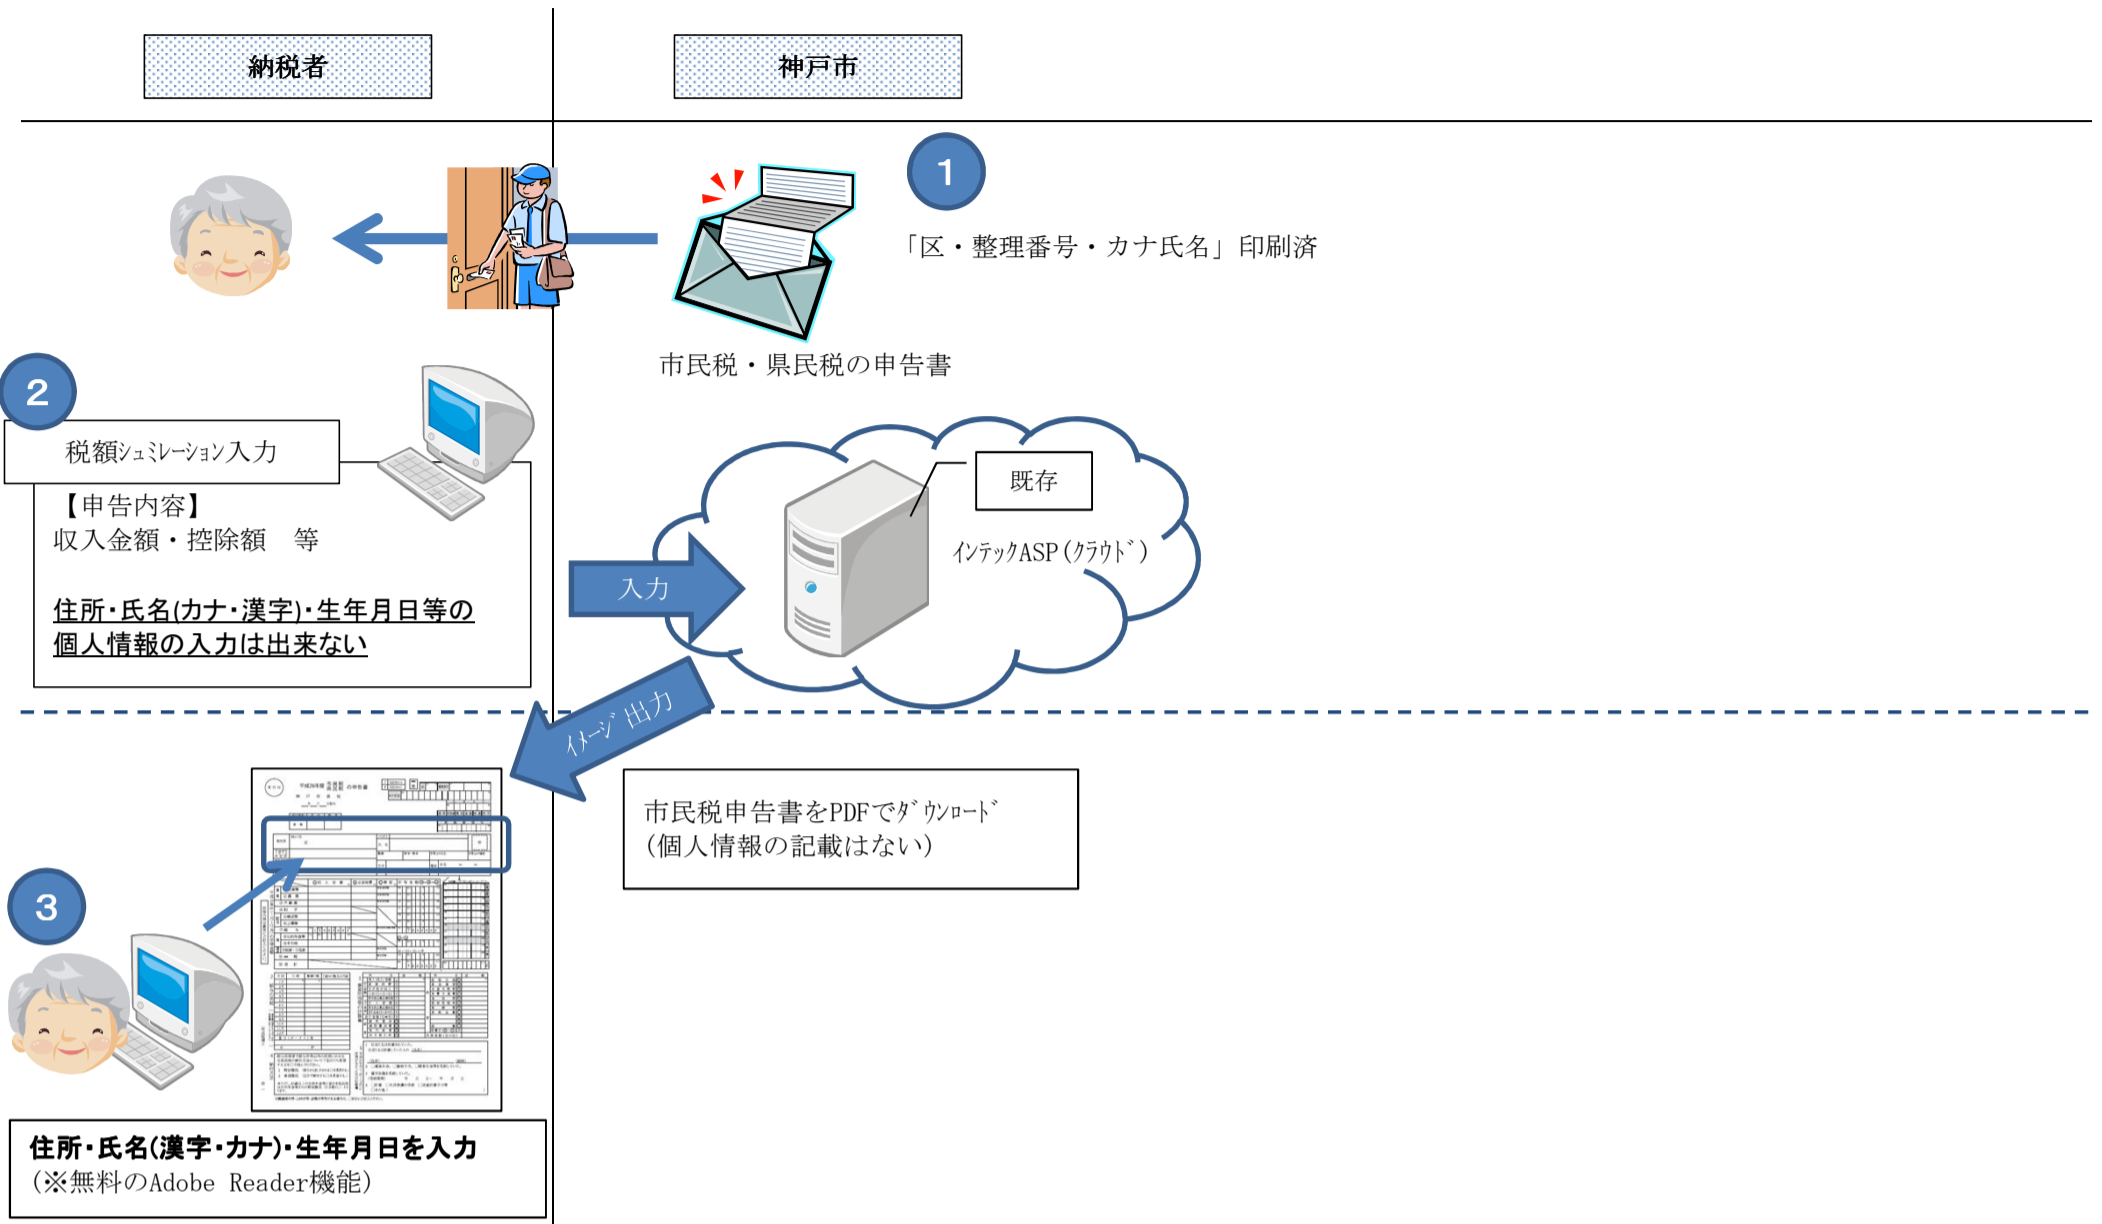 納税者
神戸市
1
「区・整理番号・カナ氏名」印刷済
市民税・県民税の申告書
2
税額ｼｭﾐﾚｰｼｮﾝ入力
【申告内容】
収入金額・控除額　等
住所・氏名(カナ・漢字)・生年月日等の
個人情報の入力は出来ない
既存
ｲﾝﾃｯｸASP(ｸﾗｳﾄﾞ)
入力
ｲﾒｰｼﾞ出力
市民税申告書をPDFでﾀﾞｳﾝﾛｰﾄﾞ
(個人情報の記載はない)
3
住所・氏名(漢字・カナ)・生年月日を入力
(※無料のAdobe Reader機能)